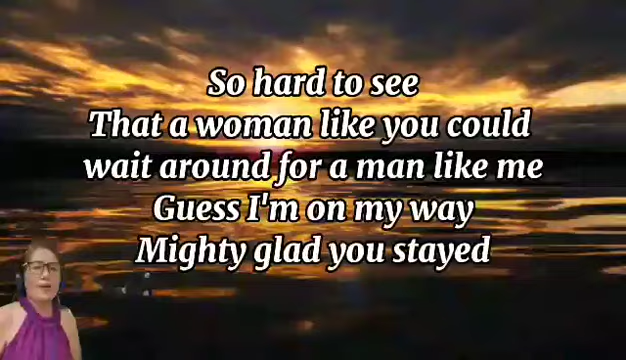 So hard to see
That a woman like you could
wait around for a man like me
Guess I'm on my way
Mighty glad you stayed